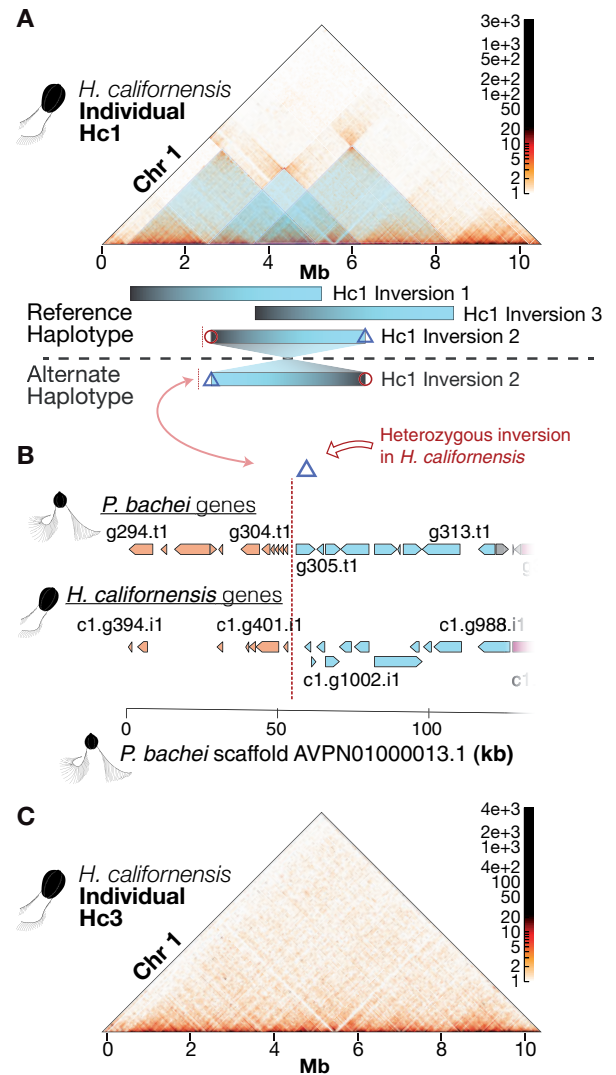 A
H. californensis
Individual
Hc1
Chr 1
3e+3
1e+3
5e+2
2e+2
1e+2
50
20
10
5
2
1
0 2 4 6 8 10
Mb
Hc1 Inversion 1
Reference
Haplotype
Hc1 Inversion 3
Hc1 Inversion 2
Alternate
Haplotype
Hc1 Inversion 2
Heterozygous inversion
in H. californensis
B
P. bachei genes
g294.t1 g304.t1 g313.t1
g305.t1
g
H. californensis genes
c1.g394.i1 c1.g401.i1 c1.g988.i1
c1.g1002.i1 c1
0 50 100
P. bachei scaffold AVPN01000013.1 (kb)
C
H. californensis
Individual
Hc3
Chr 1
4e+3
2e+3
1e+3
4e+2
100
50
20
10
5
2
1
0 2 4 6 8 10
Mb